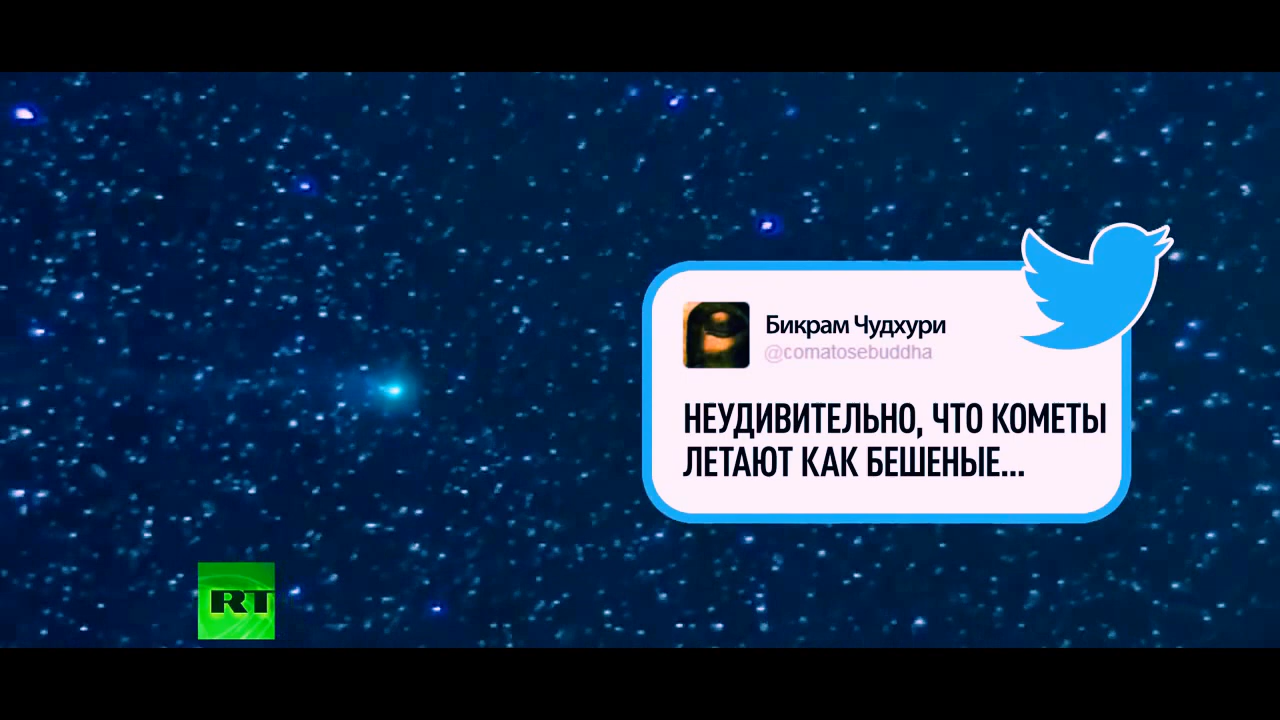 Бикрам Чудхури
@comatosebuddha
НЕУДИВИТЕЛЬНО, ЧТО КОМЕТЫ
ЛЕТАЮТ КАК БЕШЕНЫЕ...
RT